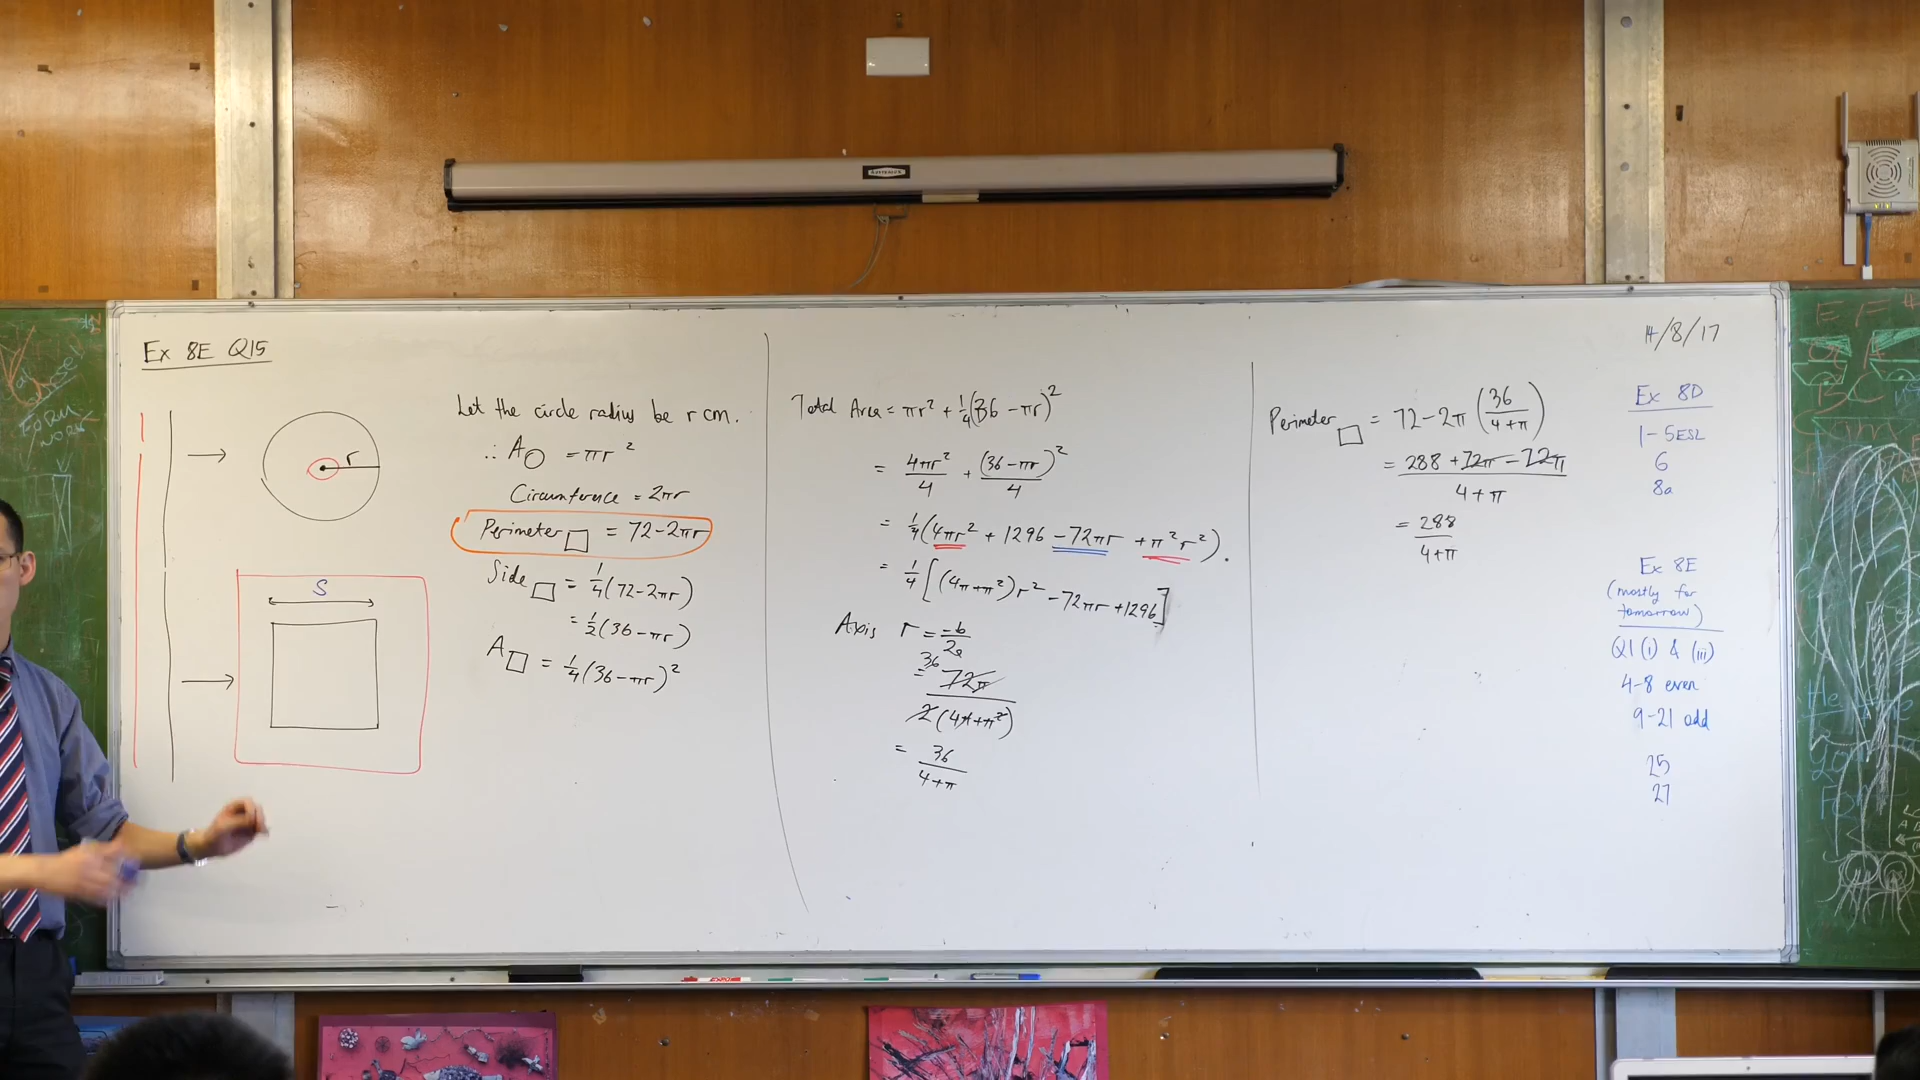 Ex 8E Q15
r
S
Let the circle radius be r cm.
∴ A○ = πr²
Circumference = 2πr
Perimeter□ = 72-2πr
Side□ = 1/4(72-2πr)
= 1/2(36-πr)
A□ = 1/4(36-πr)²
Total Area = πr² + 1/4(36-πr)²
= 4πr²/4 + (36-πr)²/4
= 1/4(4πr² + 1296 - 72πr + π²r²).
= 1/4[(4π+π²)r² - 72πr + 1296]
Axis r = -b/2a
36
= 72π/2(4π+π²)
= 36/4+π
Perimeter□ = 72-2π(36/4+π)
= 288+72π-72π/4+π
= 288/4+π
14/8/17
Ex 8D
1-5ESL
6
8a
Ex 8E
(mostly for
tomorrow)
Q1 (i) & (iii)
4-8 even
9-21 odd
25
27